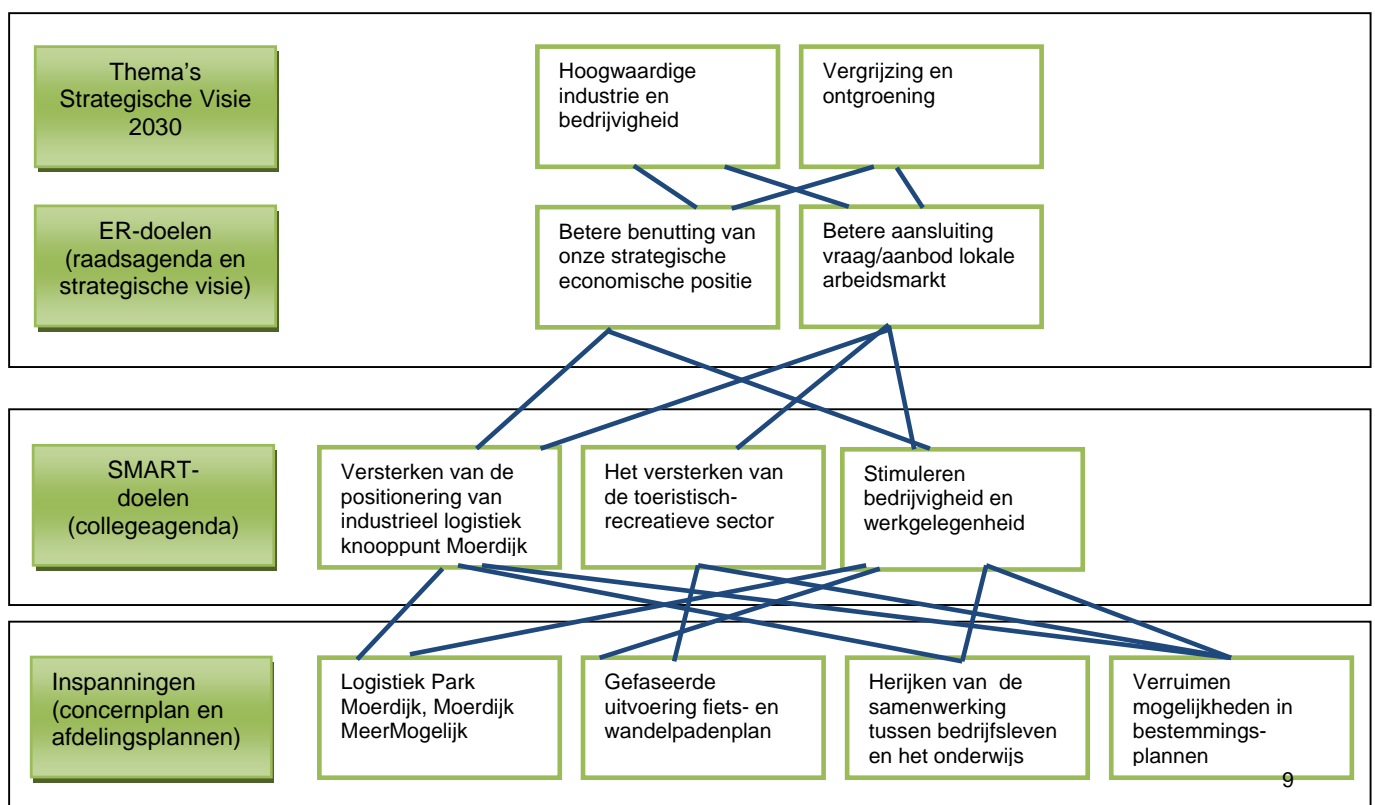 Thema's
Strategische Visie
2030
Hoogwaardige
industrie en
bedrijvigheid
Vergrijzing en
ontgroening
ER-doelen
(raadsagenda en
strategische visie)
Betere benutting van
onze strategische
economische positie
Betere aansluiting
vraag/aanbod lokale
arbeidsmarkt
SMART-
doelen
(collegeagenda)
Versterken van de
positionering van
industrieel logistiek
knooppunt Moerdijk
Het versterken van
de toeristisch-
recreatieve sector
Stimuleren
bedrijvigheid en
werkgelegenheid
Inspanningen
(concernplan en
afdelingsplannen)
Logistiek Park
Moerdijk, Moerdijk
MeerMogelijk
Gefaseerde
uitvoering fiets- en
wandelpadenplan
Herijken van de
samenwerking
tussen bedrijfsleven
en het onderwijs
Verruimen
mogelijkheden in
bestemmings-
plannen
9